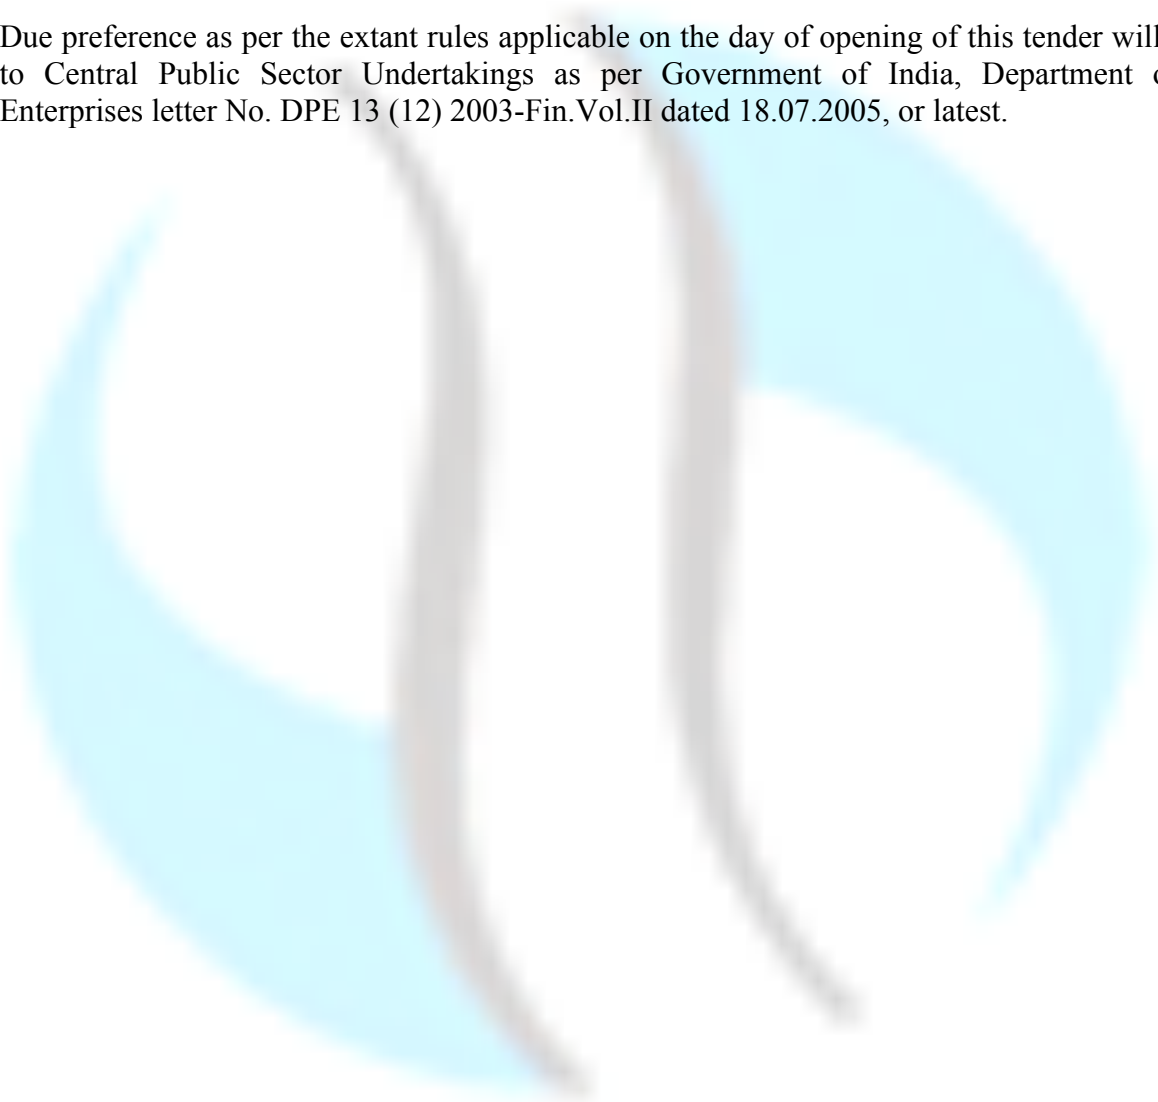 Due preference as per the extant rules applicable on the day of opening of this tender will
to Central Public Sector Undertakings as per Government of India, Department
Enterprises letter No. DPE 13 (12) 2003-Fin.Vol.II dated 18.07.2005, or latest.